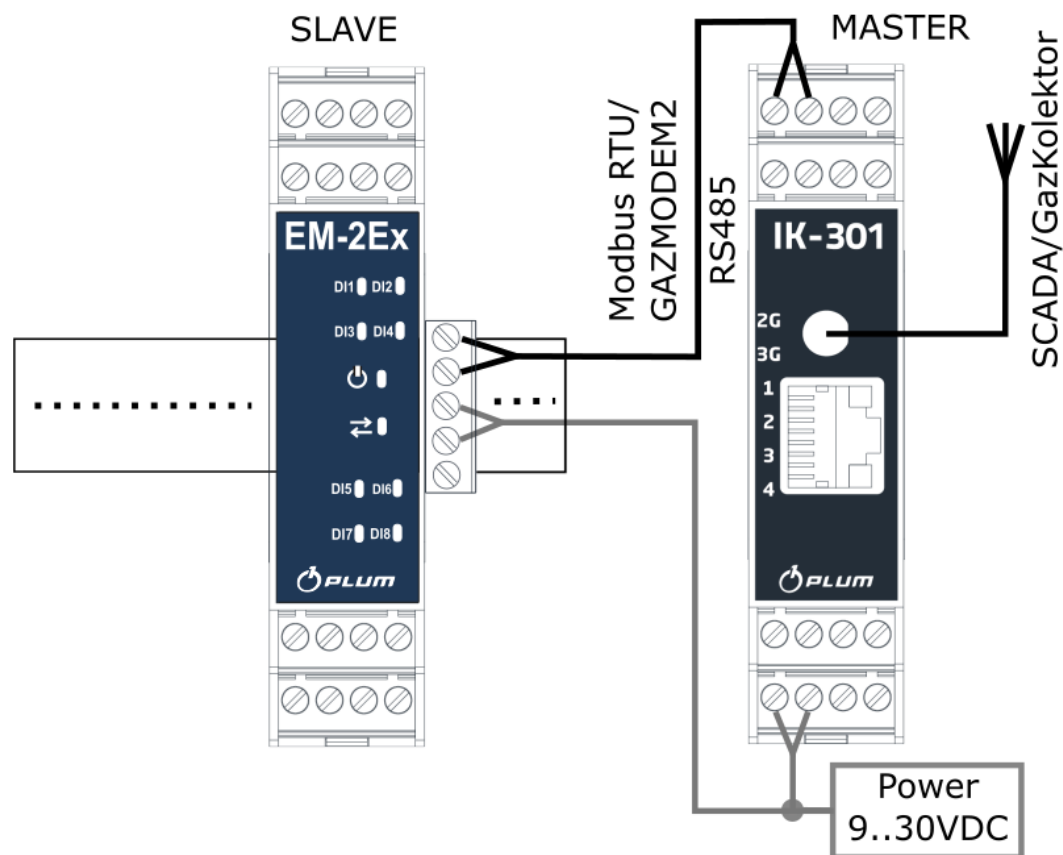 SLAVE
MASTER
Modbus RTU/
GAZMODEM2
RS485
SCADA/GazKolektor
EM-2Ex
DI1 DI2
DI3 DI4
DI5 DI6
DI7 DI8
PLUM
IK-301
2G
3G
1
2
3
4
PLUM
Power
9..30VDC